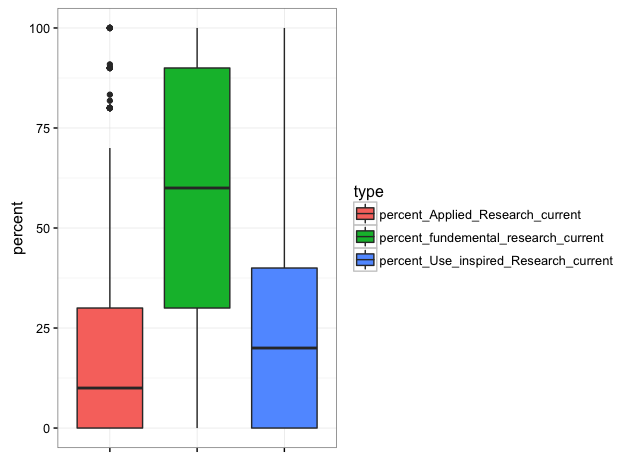 100
75
50
25
0
percent
type
percent_Applied_Research_current
percent_fundemental_research_current
percent_Use_inspired_Research_current